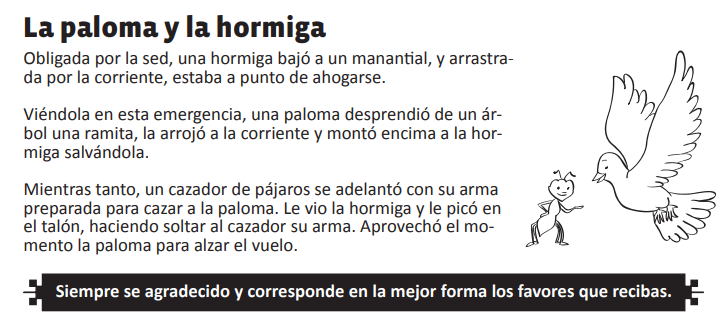 La paloma y la hormiga
Obligada por la sed, una hormiga bajó a un manantial, y arrastra-
da por la corriente, estaba a punto de ahogarse.
Viéndola en esta emergencia, una paloma desprendió de un ár-
bol una ramita, la arrojó a la corriente y montó encima a la hor-
miga salvándola.
Mientras tanto, un cazador de pájaros se adelantó con su arma
preparada para cazar a la paloma. Le vio la hormiga y le picó en
el talón, haciendo soltar al cazador su arma. Aprovechó el mo-
mento la paloma para alzar el vuelo.
Siempre se agradecido y corresponde en la mejor forma los favores que recibas.